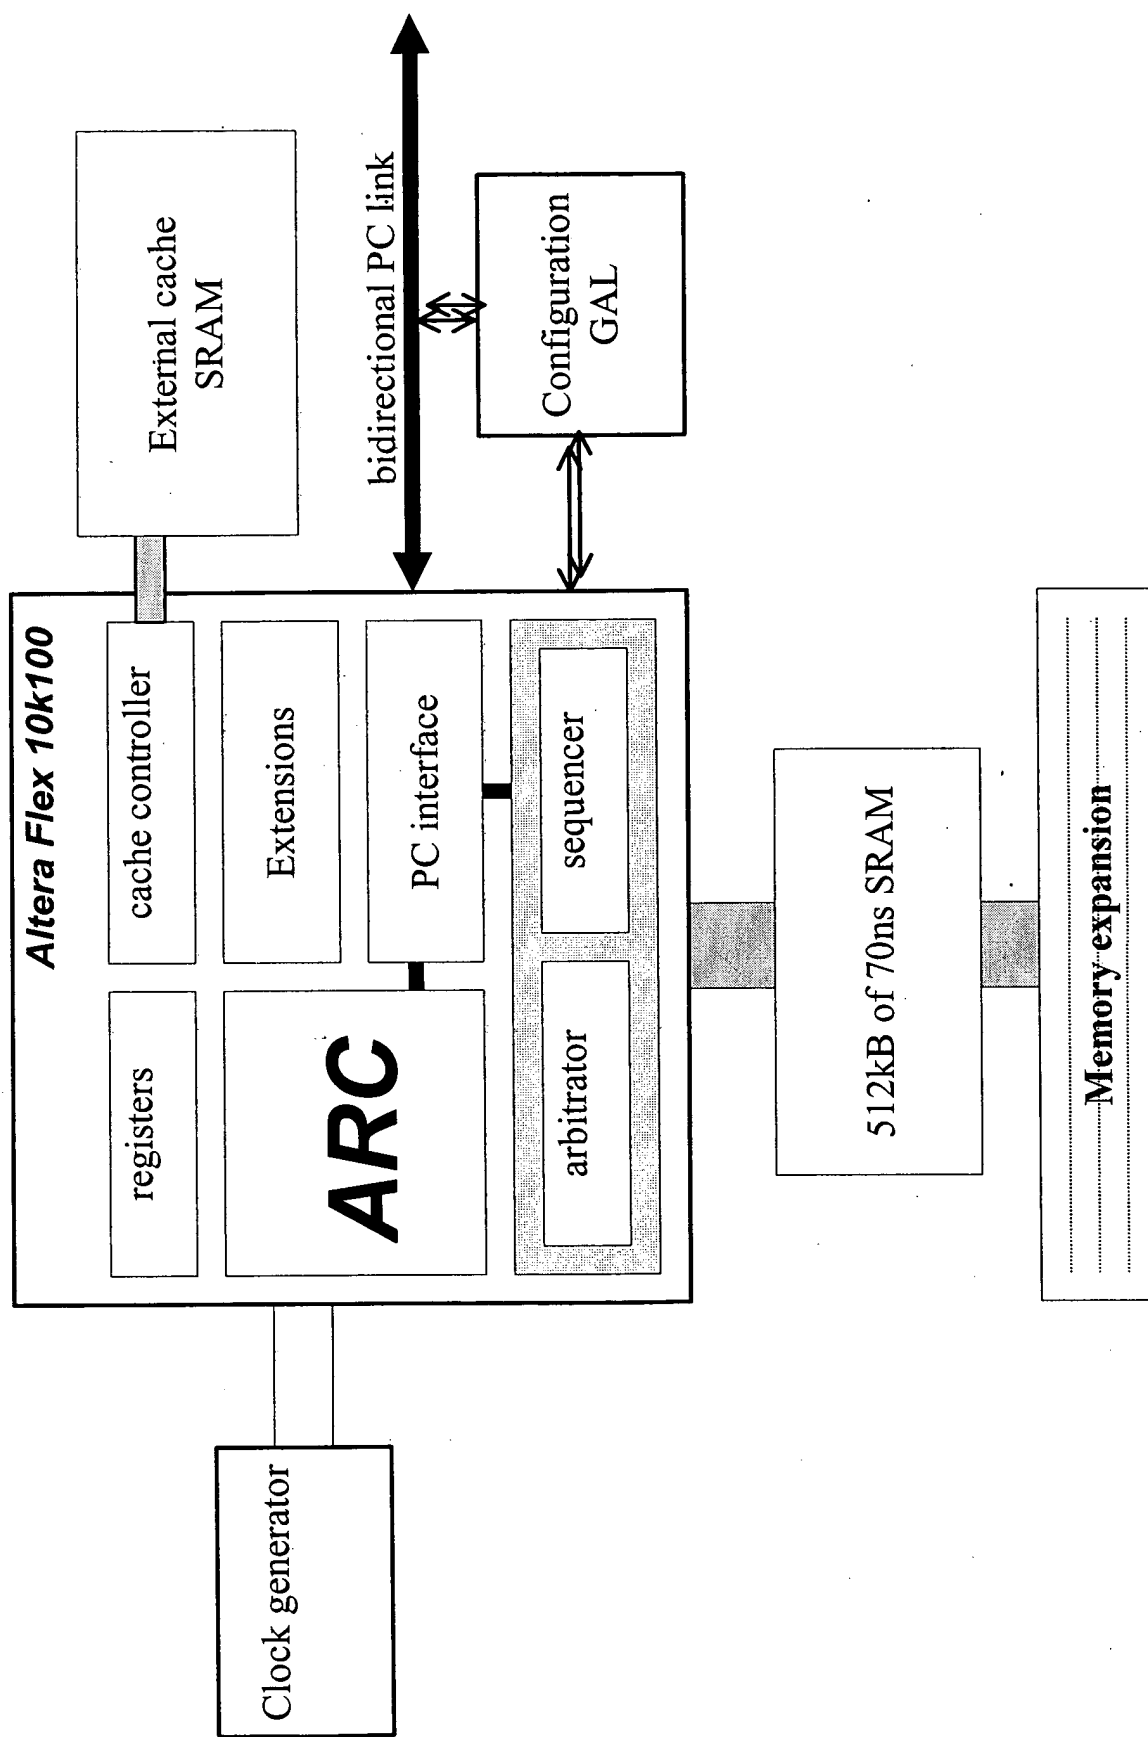 Altera Flex 10k100
registers
cache controller
External cache
SRAM
Clock generator
ARC
Extensions
PC interface
bidirectional PC link
arbitrator
sequencer
Configuration
GAL
512kB of 70ns SRAM
Memory expansion